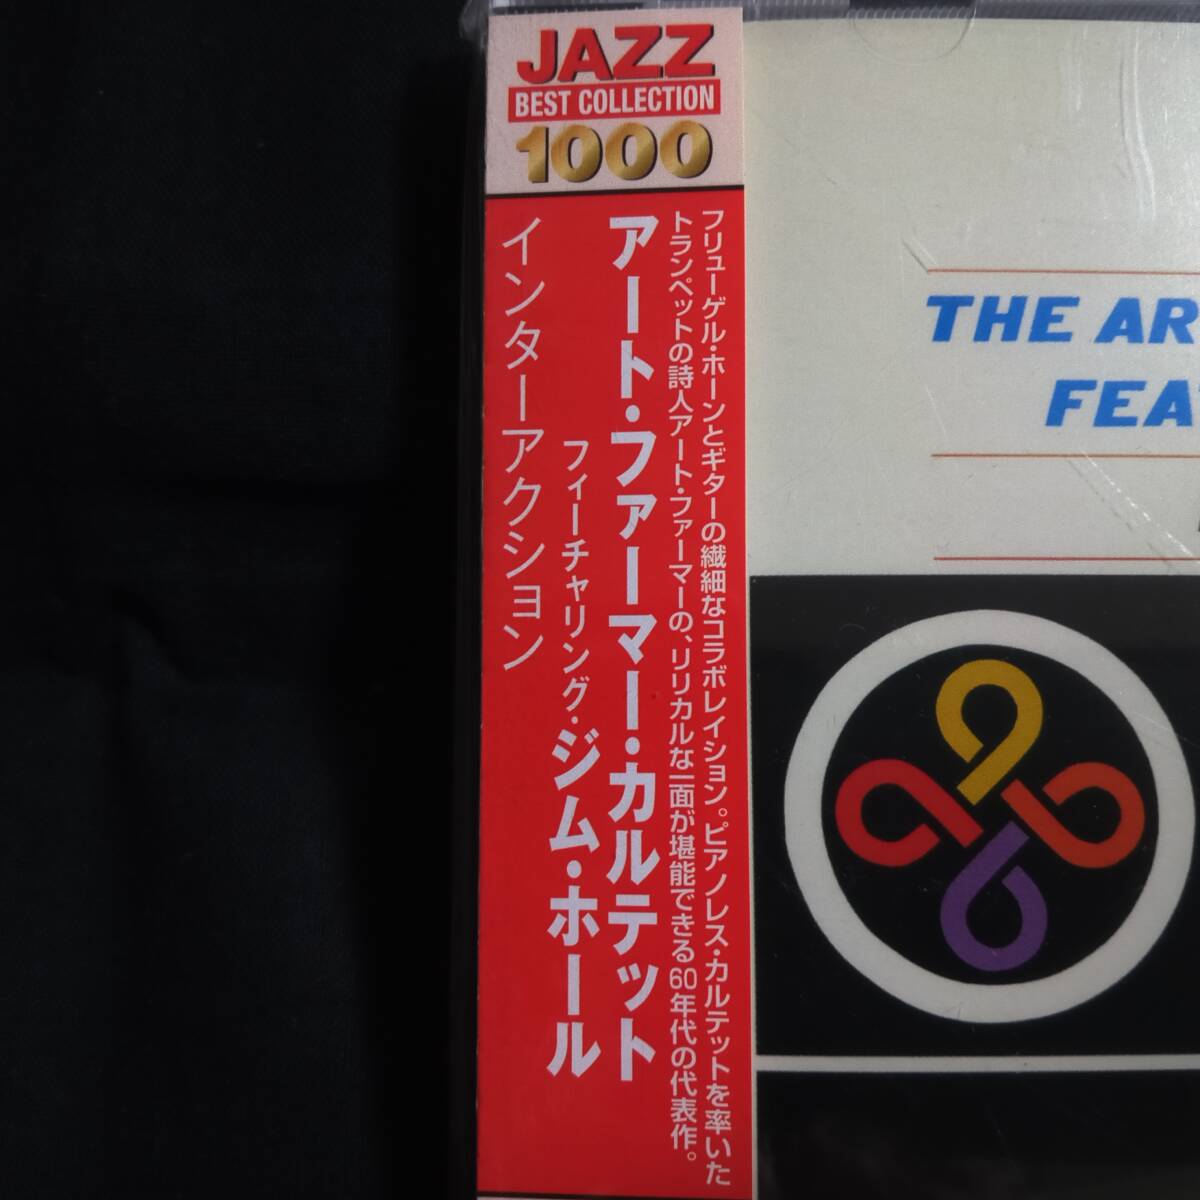 JAZZ
BEST COLLECTION
1000
フリューゲル・ホーンとギターの繊細なコラボレイション。ピアノレス・カルテットを率いた
トランペットの詩人アート・ファーマーの、リリカルな一面が堪能できる60年代の代表作。
アート・ファーマー・カルテット
フィーチャリング・ジム・ホール
インターアクション
THE AR
FEA